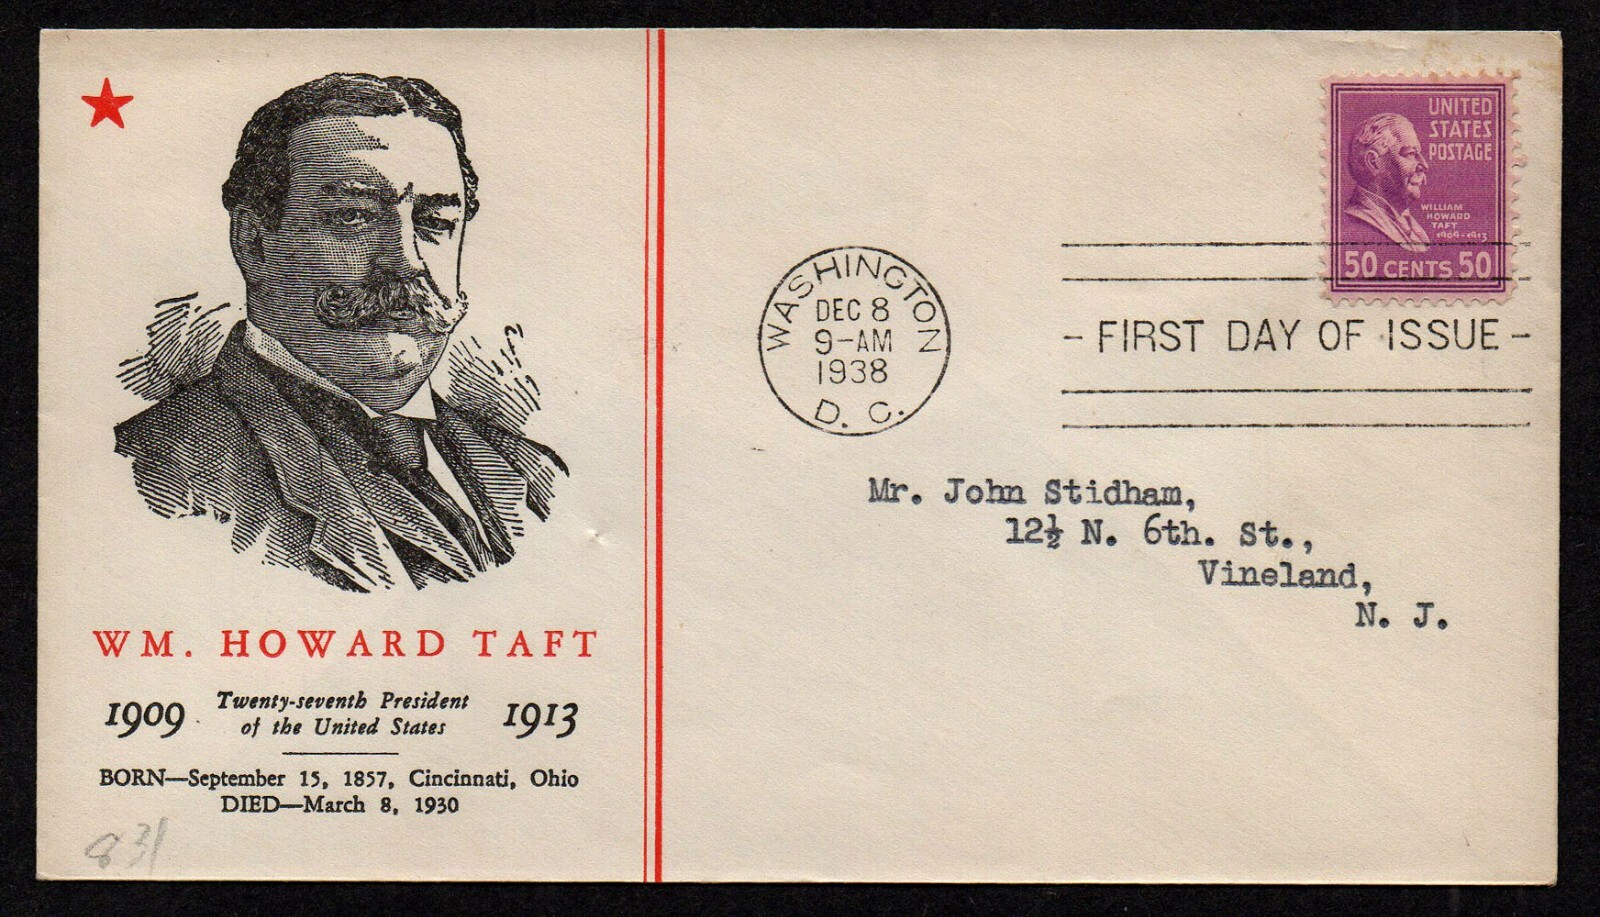 WM. HOWARD TAFT
1909 Twenty-seventh President 1913
of the United States
BORN—September 15, 1857, Cincinnati, Ohio
DIED—March 8, 1930
831
UNITED
STATES
POSTAGE
WILLIAM
HOWARD
TAFT
1909-1913
50 CENTS 50
WASHINGTON
DEC 8
9-AM
1938
D. C.
- FIRST DAY OF ISSUE -
Mr. John Stidham,
12½ N. 6th. St.,
Vineland,
N. J.